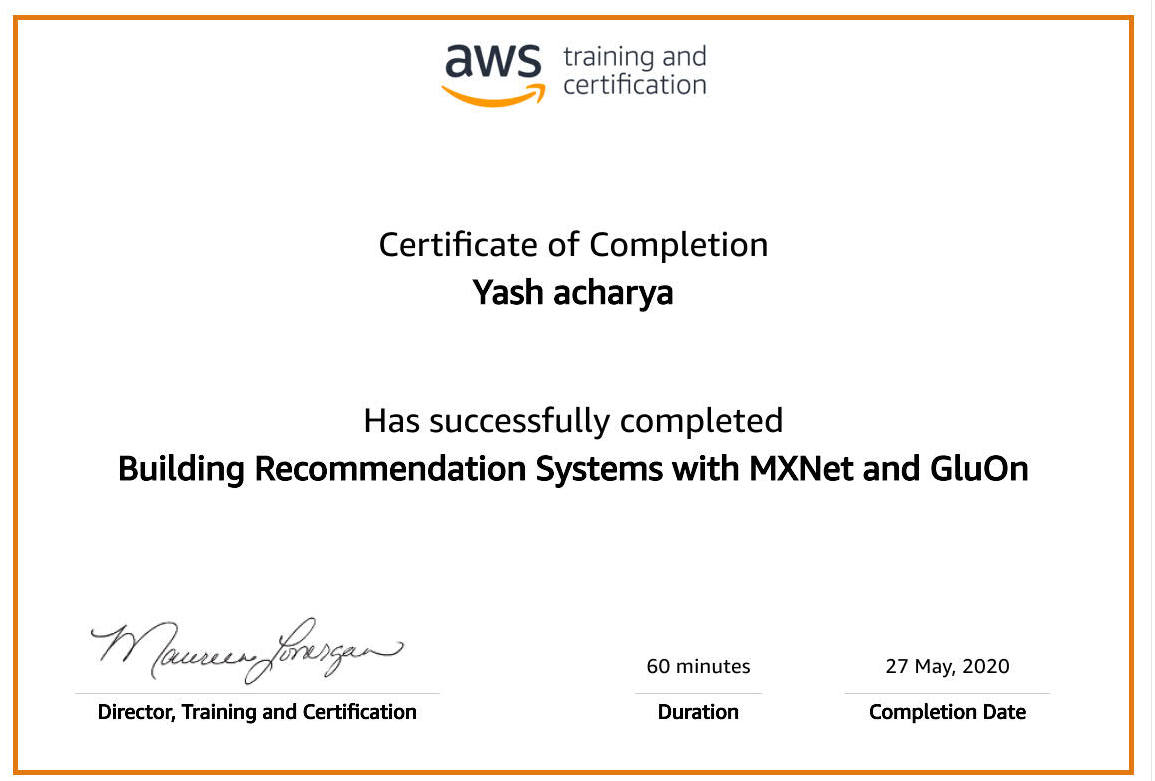 aws training and
certification
Certificate of Completion
Yash acharya
Has successfully completed
Building Recommendation Systems with MXNet and GluOn
Maureen Lonergan
60 minutes
27 May, 2020
Director, Training and Certification
Duration
Completion Date